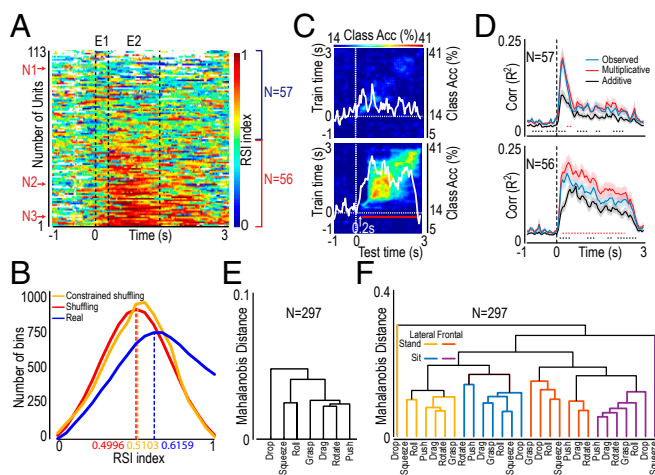 A
113
E1
E2
N1
N2
N3
1
Number of Units
-1
0
0
3
Time (s)
1
0
RSI index
N=57
N=56
B
Constrained shuffling
Shuffling
Real
1000
750
500
250
0
Number of bins
0
0.4996
0.5103
0.6159
1
RSI index
C
14
Class Acc (%)
41
3
0
-1
Train time (s)
41
14
5
Class Acc (%)
3
0
-1
Train time (s)
41
14
5
Class Acc (%)
0.2s
-1
0
3
Test time (s)
D
0.25
0
Corr (R²)
N=57
Observed
Multiplicative
Additive
0.25
0
Corr (R²)
N=56
-1
0
3
Time (s)
E
0.1
0
Mahalanobis Distance
N=297
Drop
Squeeze
Roll
Grasp
Drag
Rotate
Push
F
0.4
0
Mahalanobis Distance
N=297
Lateral Frontal
Stand
Sit
Drop
Squeeze
Roll
Push
Drag
Rotate
Grasp
Rotate
Push
Grasp
Drag
Roll
Squeeze
Drop
Drop
Grasp
Squeeze
Roll
Drag
Rotate
Push
Push
Rotate
Drag
Grasp
Roll
Drop
Squeeze